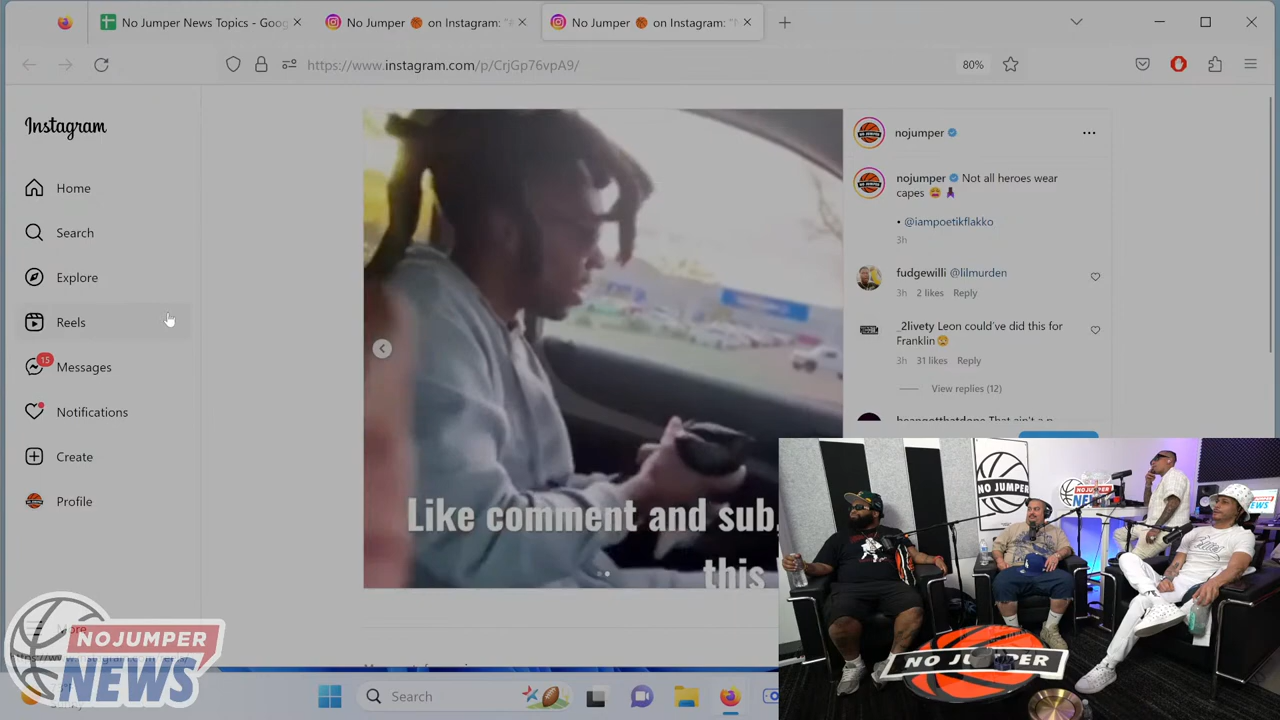 No Jumper News Topics - Goog
No Jumper 🏀 on Instagram: "
No Jumper 🏀 on Instagram: "
https://www.instagram.com/p/CrjGp76vpA9/
80%
Instagram
Home
Search
Explore
Reels
15
Messages
Notifications
Create
Profile
nojumper
nojumper Not all heroes wear
capes
• @iampoetikflakko
3h
fudgewilli @lilmurden
3h 2 likes Reply
_2livety Leon could've did this for
Franklin
3h 31 likes Reply
View replies (12)
Like comment and sub.
this
NO JUMPER
NEWS
NO JUMPER
NO JUMPER
NOJUMPER
NEWS
Search